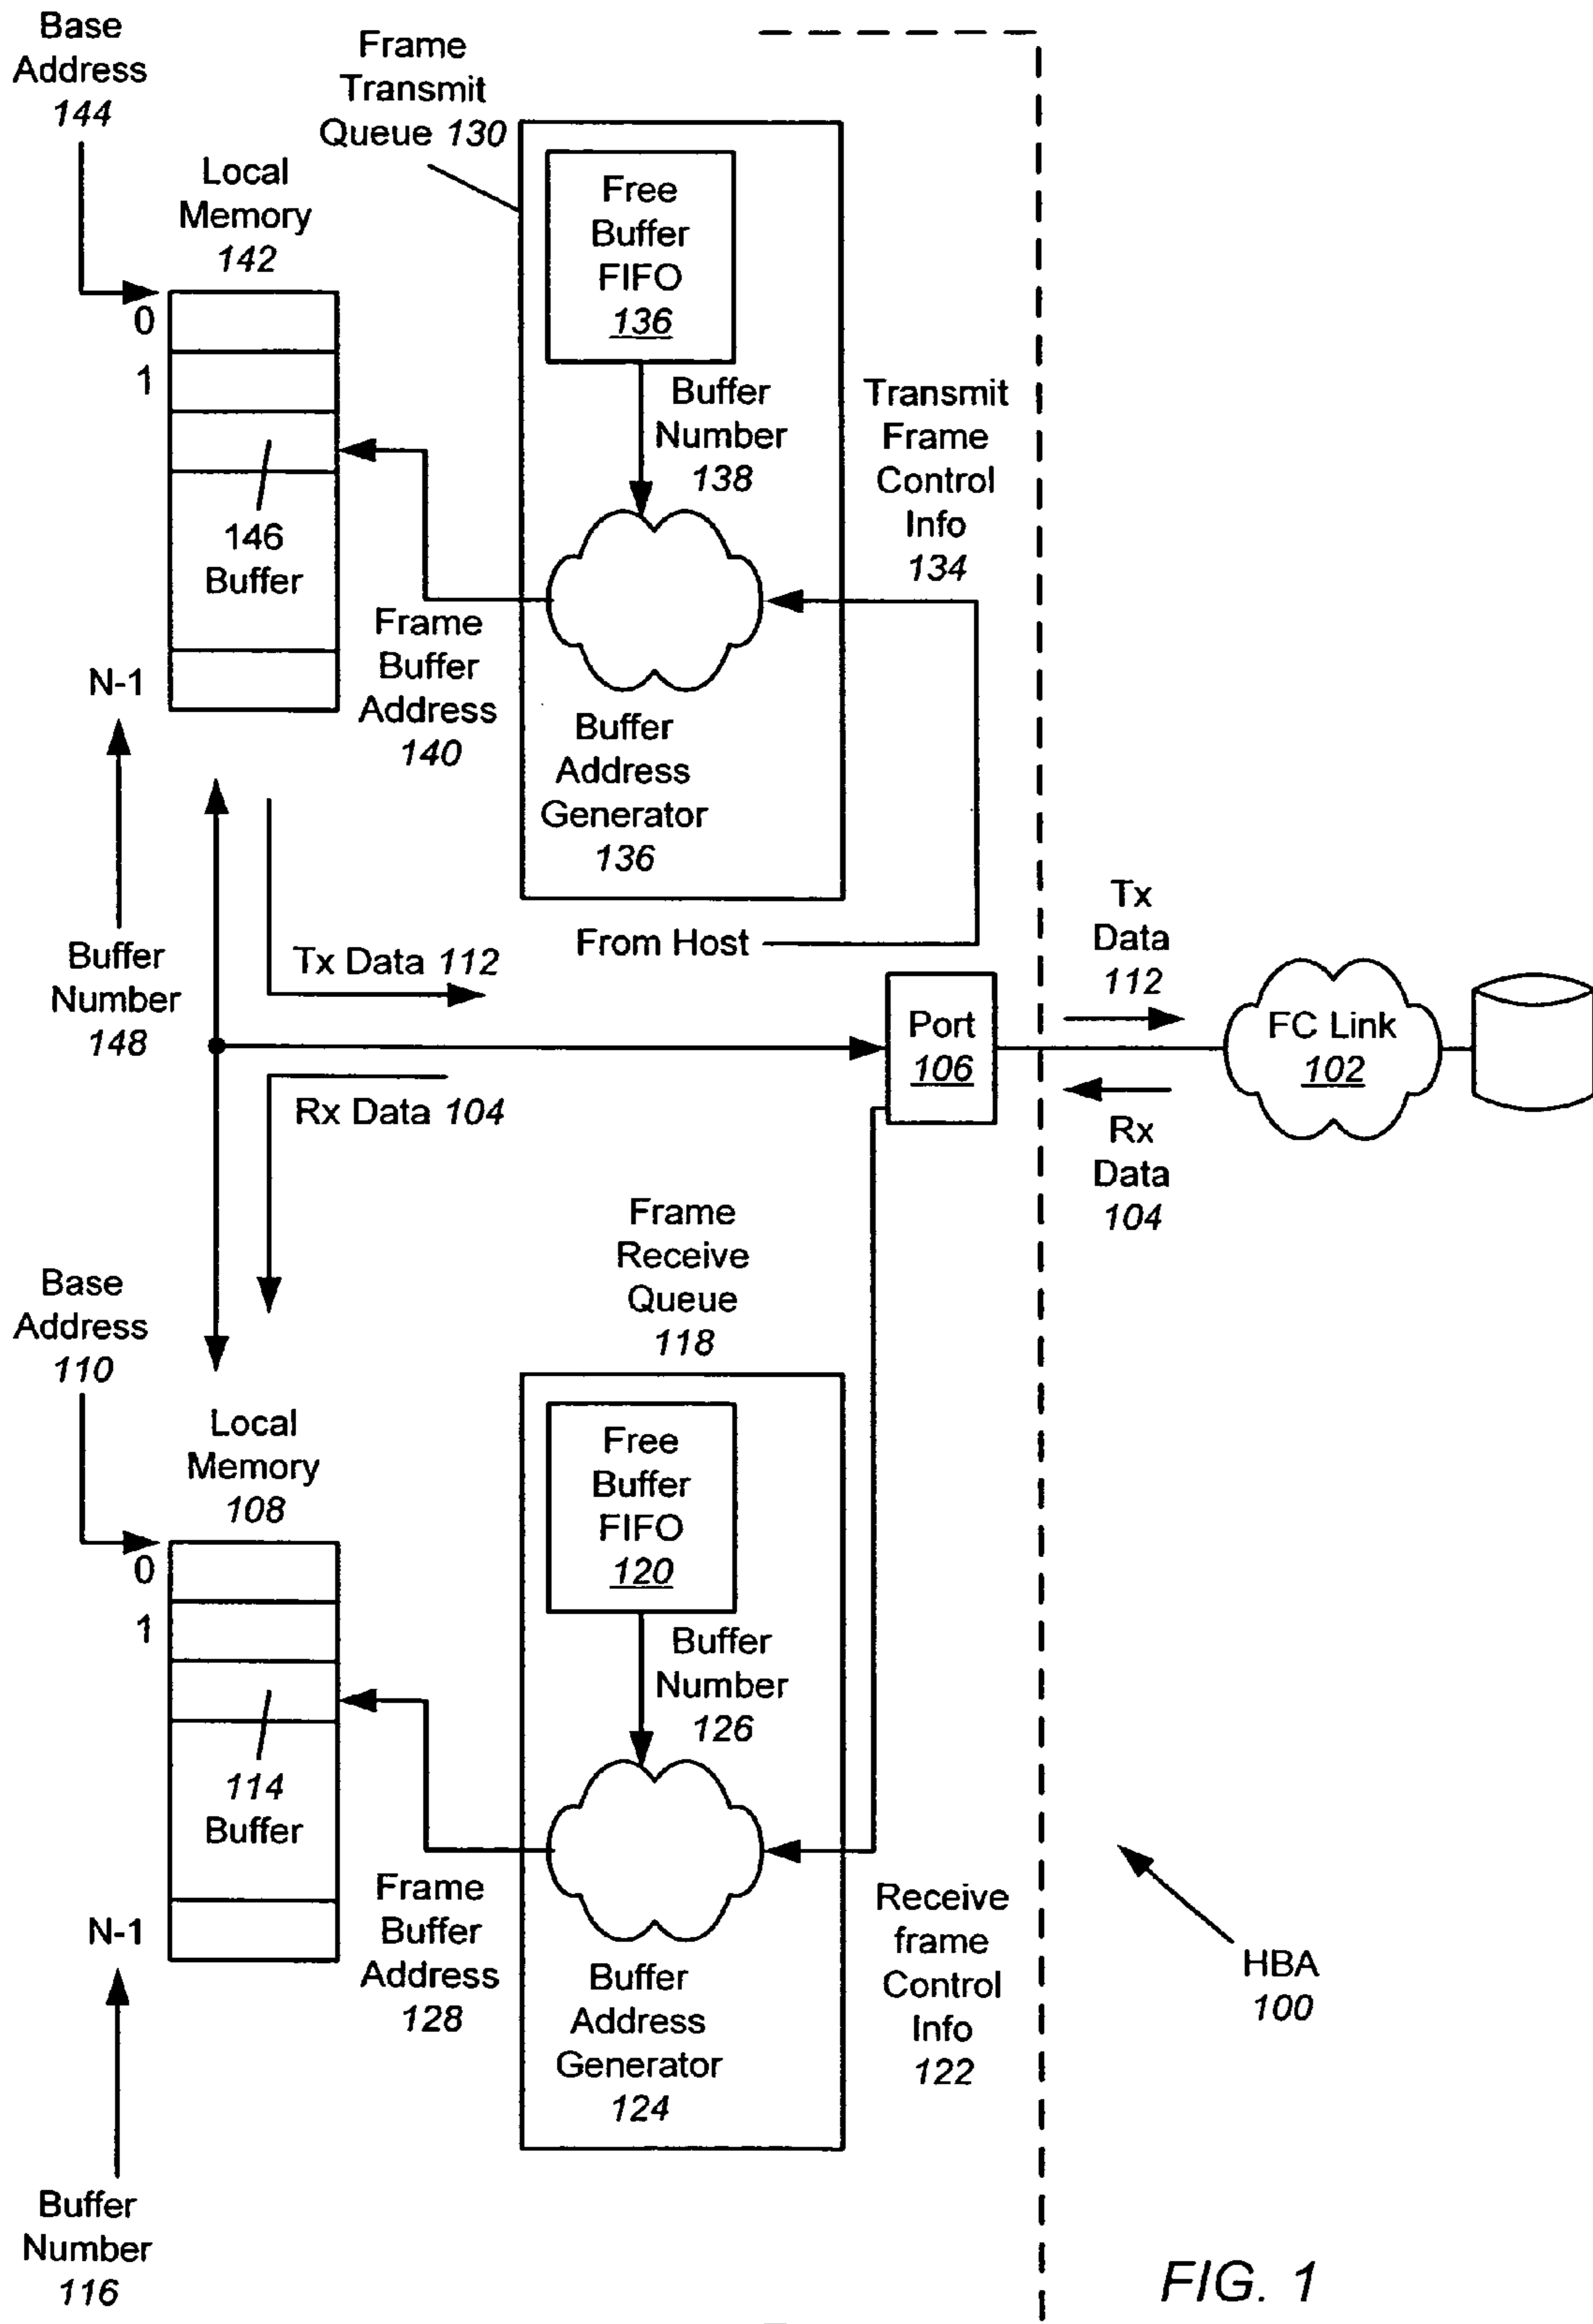 Base
Address
144
Frame
Transmit
Queue 130
Local
Memory
142
0
1
146
Buffer
N-1
Free
Buffer
FIFO
136
Buffer
Number
138
Transmit
Frame
Control
Info
134
Frame
Buffer
Address
140
Buffer
Address
Generator
136
Buffer
Number
148
From Host
Tx Data 112
Rx Data 104
Port
106
Tx
Data
112
FC Link
102
Rx
Data
104
Base
Address
110
Local
Memory
108
0
1
114
Buffer
N-1
Frame
Receive
Queue
118
Free
Buffer
FIFO
120
Buffer
Number
126
Frame
Buffer
Address
128
Buffer
Address
Generator
124
Receive
frame
Control
Info
122
HBA
100
Buffer
Number
116
FIG. 1